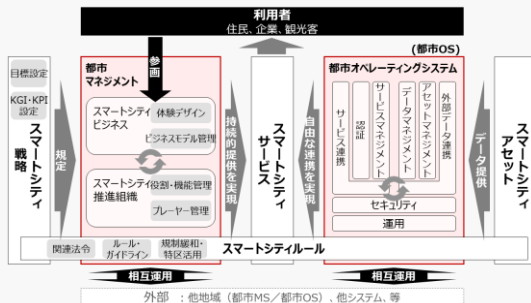 利用者
住民、企業、観光客
(都市OS)
目標設定
KGI・KPI
設定
スマートシティ
戦略
規定
参画
都市
マネジメント
スマートシティ
ビジネス
体験デザイン
ビジネスモデル管理
スマートシティ
推進組織
役割・機能管理
プレーヤー管理
持続的提供を実現
スマートシティ
サービス
自由な連携を実現
都市オペレーティングシステム
サービス連携
認証
サービスマネジメント
データマネジメント
アセットマネジメント
外部データ連携
セキュリティ
運用
データ提供
スマートシティ
アセット
関連法令
ルール・
ガイドライン
規制緩和・
特区活用
スマートシティルール
相互運用
相互運用
外部 ：他地域（都市MS／都市OS）、他システム、等